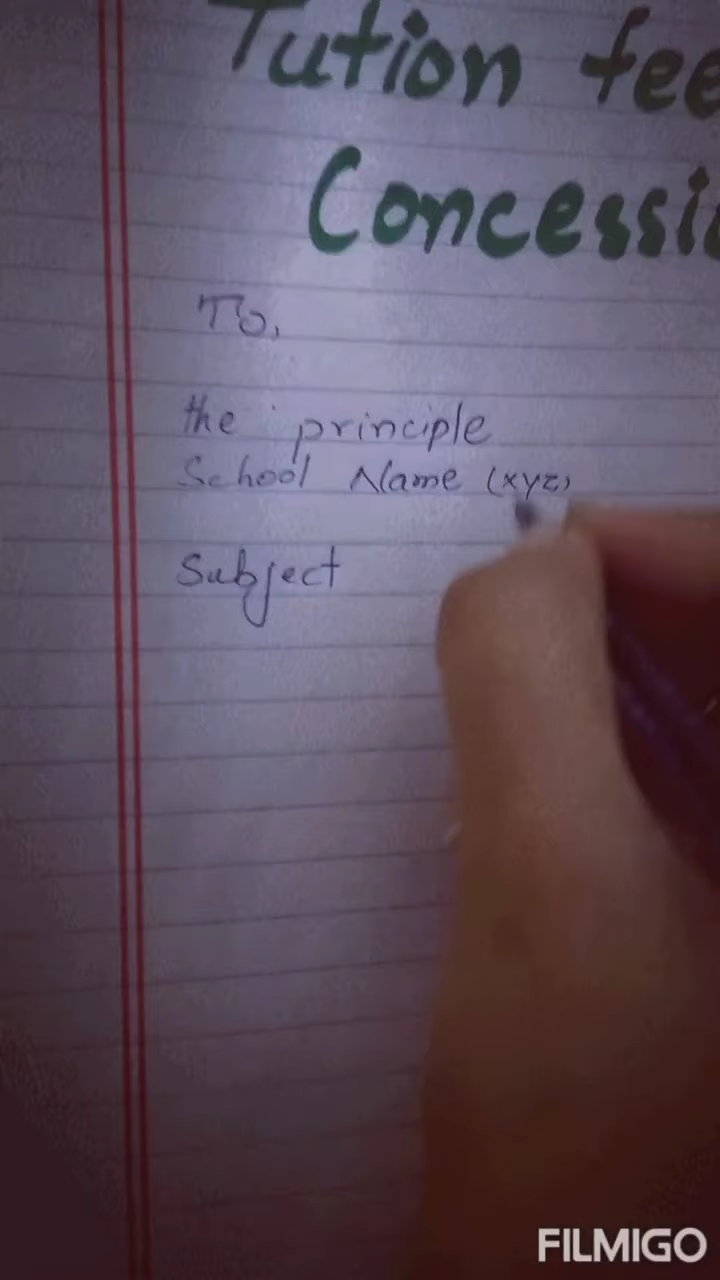 Tution fee
Concessi
To,
the principle
School Name (xyz)
Subject
FILMIGO